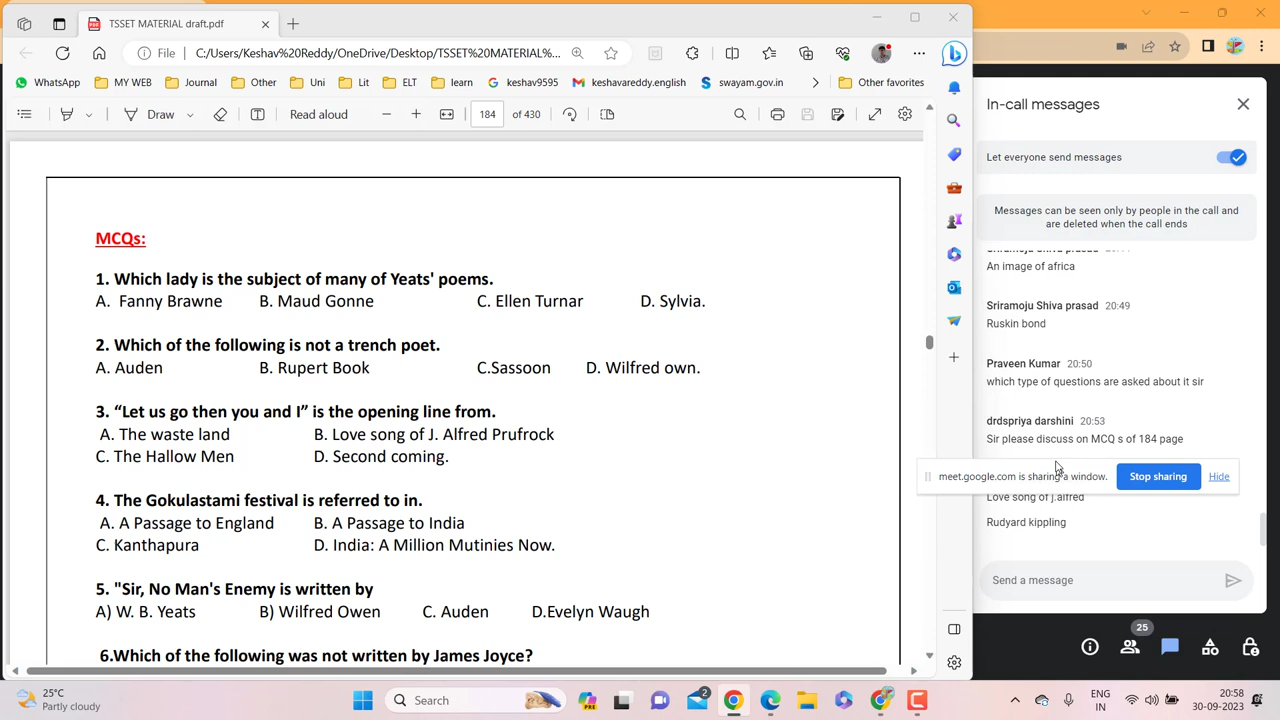 TSSET MATERIAL draft.pdf
File
C:/Users/Keshav%20Reddy/OneDrive/Desktop/TSSET%20MATERIAL...
WhatsApp
MY WEB
Journal
Othe
Uni
Lit
ELT
learn
keshav9595
keshavareddy.english
swayam.gov.in
Other favorites
Draw
Read aloud
184
of 430
MCQs:
1. Which lady is the subject of many of Yeats' poems.
A. Fanny Brawne B. Maud Gonne C. Ellen Turnar D. Sylvia.
2. Which of the following is not a trench poet.
A. Auden B. Rupert Book C.Sassoon D. Wilfred own.
3. “Let us go then you and I” is the opening line from.
A. The waste land B. Love song of J. Alfred Prufrock
C. The Hallow Men D. Second coming.
4. The Gokulastami festival is referred to in.
A. A Passage to England B. A Passage to India
C. Kanthapura D. India: A Million Mutinies Now.
5. "Sir, No Man's Enemy is written by
A) W. B. Yeats B) Wilfred Owen C. Auden D.Evelyn Waugh
6.Which of the following was not written by James Joyce?
In-call messages
Let everyone send messages
Messages can be seen only by people in the call and
are deleted when the call ends
Sriramoju Shiva prasad
An image of africa
Sriramoju Shiva prasad 20:49
Ruskin bond
Praveen Kumar 20:50
which type of questions are asked about it sir
drdspriya darshini 20:53
Sir please discuss on MCQ s of 184 page
meet.google.com is sharing a window.
Stop sharing
Hide
Love song of j.alfred
Rudyard kippling
Send a message
25
25°C
Partly cloudy
Search
PRE
2
ENG
IN
20:58
30-09-2023